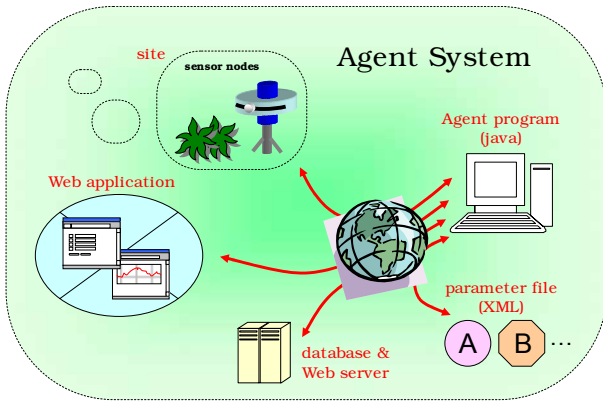 Agent System
site
sensor nodes
Agent program
(java)
Web application
parameter file
(XML)
A B ...
database &
Web server